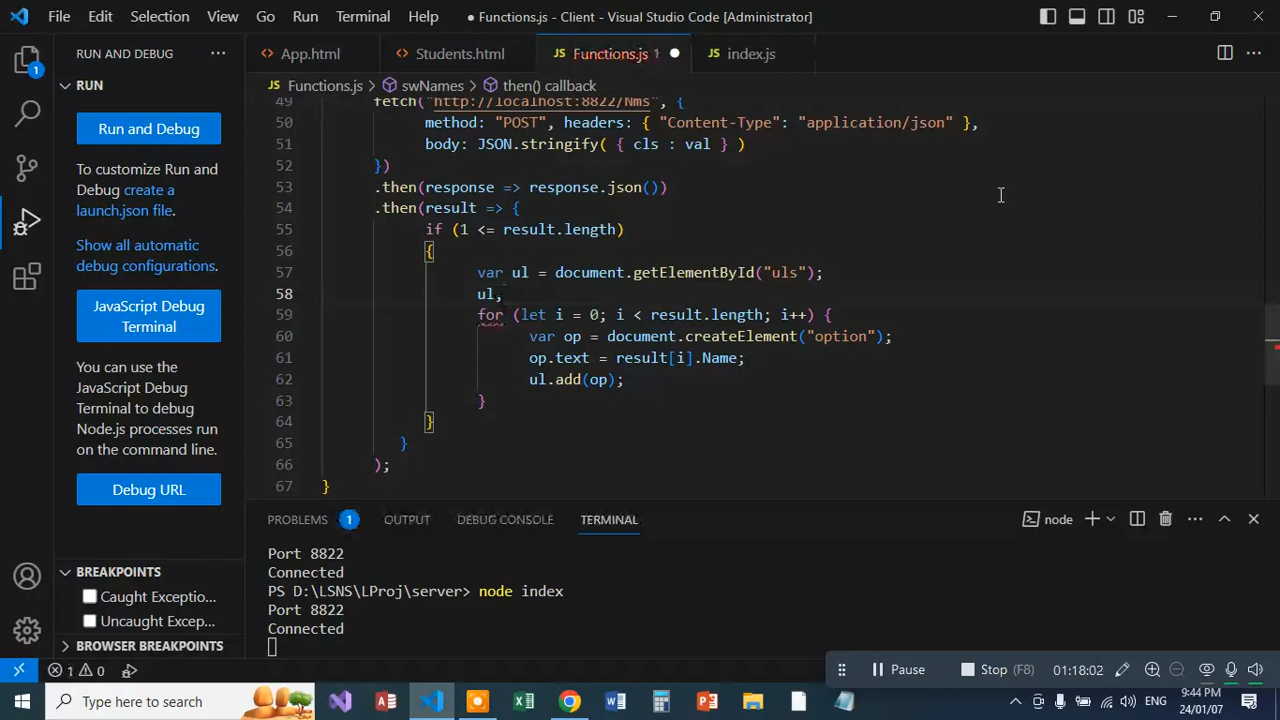 File Edit Selection View Go Run Terminal Help ● Functions.js - Client - Visual Studio Code [Administrator]
RUN AND DEBUG ···
<> App.html <> Students.html JS Functions.js 1 ● JS index.js ···
RUN
JS Functions.js > swNames > then() callback
Run and Debug
To customize Run and
Debug create a
launch.json file.
Show all automatic
debug configurations.
JavaScript Debug
Terminal
You can use the
JavaScript Debug
Terminal to debug
Node.js processes run
on the command line.
Debug URL
BREAKPOINTS
Caught Exceptio...
Uncaught Excep...
BROWSER BREAKPOINTS
49 fetch("http://localhost:8822/Nms", {
50 method: "POST", headers: { "Content-Type": "application/json" },
51 body: JSON.stringify( { cls : val } )
52 })
53 .then(response => response.json())
54 .then(result => {
55 if (1 <= result.length)
56 {
57 var ul = document.getElementById("uls");
58 ul,
59 for (let i = 0; i < result.length; i++) {
60 var op = document.createElement("option");
61 op.text = result[i].Name;
62 ul.add(op);
63 }
64 }
65 }
66 );
67 }
PROBLEMS 1 OUTPUT DEBUG CONSOLE TERMINAL node ···
Port 8822
Connected
PS D:\LSNS\LProj\server> node index
Port 8822
Connected
1 0
Pause Stop (F8) 01:18:02
Type here to search
ENG
9:44 PM
24/01/07